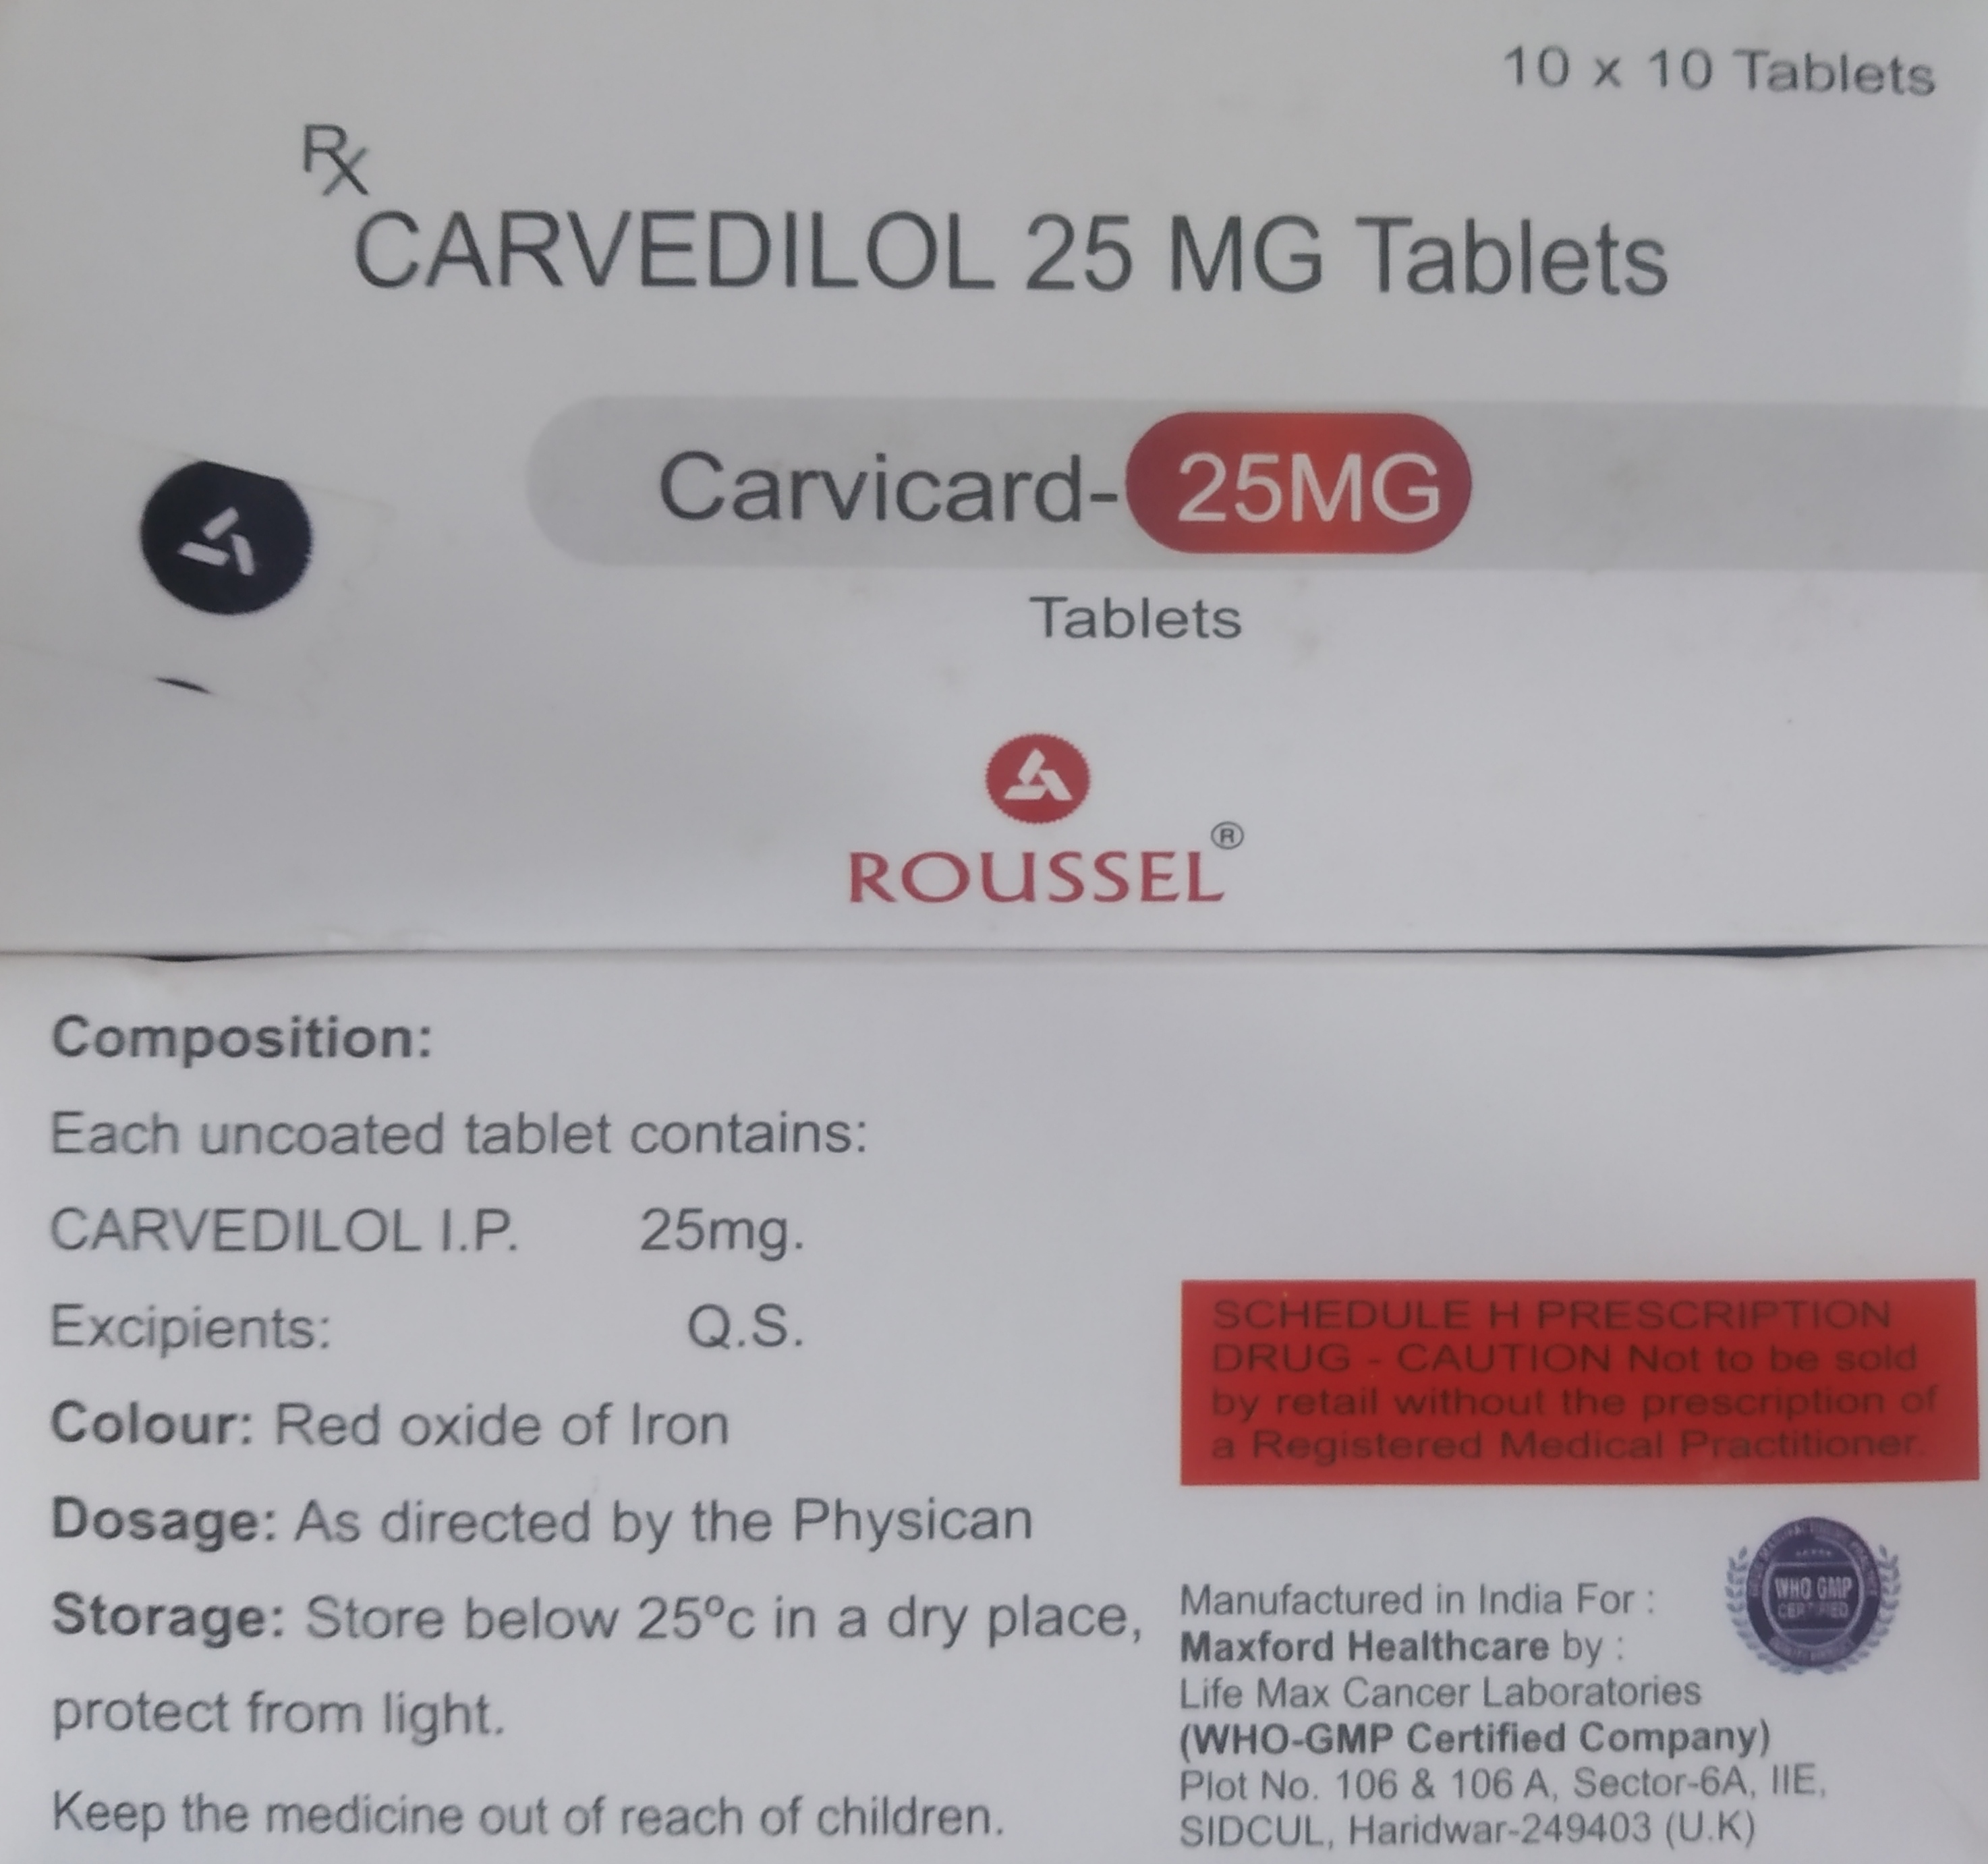 10 x 10 Tablets
Rx
CARVEDILOL 25 MG Tablets
Carvicard-25MG
Tablets
ROUSSEL®
Composition:
Each uncoated tablet contains:
CARVEDILOL I.P. 25mg.
Excipients: Q.S.
Colour: Red oxide of Iron
Dosage: As directed by the Physican
Storage: Store below 25ºc in a dry place,
protect from light.
Keep the medicine out of reach of children.
SCHEDULE H PRESCRIPTION
DRUG - CAUTION Not to be sold
by retail without the prescription of
a Registered Medical Practitioner.
WHO GMP
CERTIFIED
Manufactured in India For :
Maxford Healthcare by :
Life Max Cancer Laboratories
(WHO-GMP Certified Company)
Plot No. 106 & 106 A, Sector-6A, IIE,
SIDCUL, Haridwar-249403 (U.K)